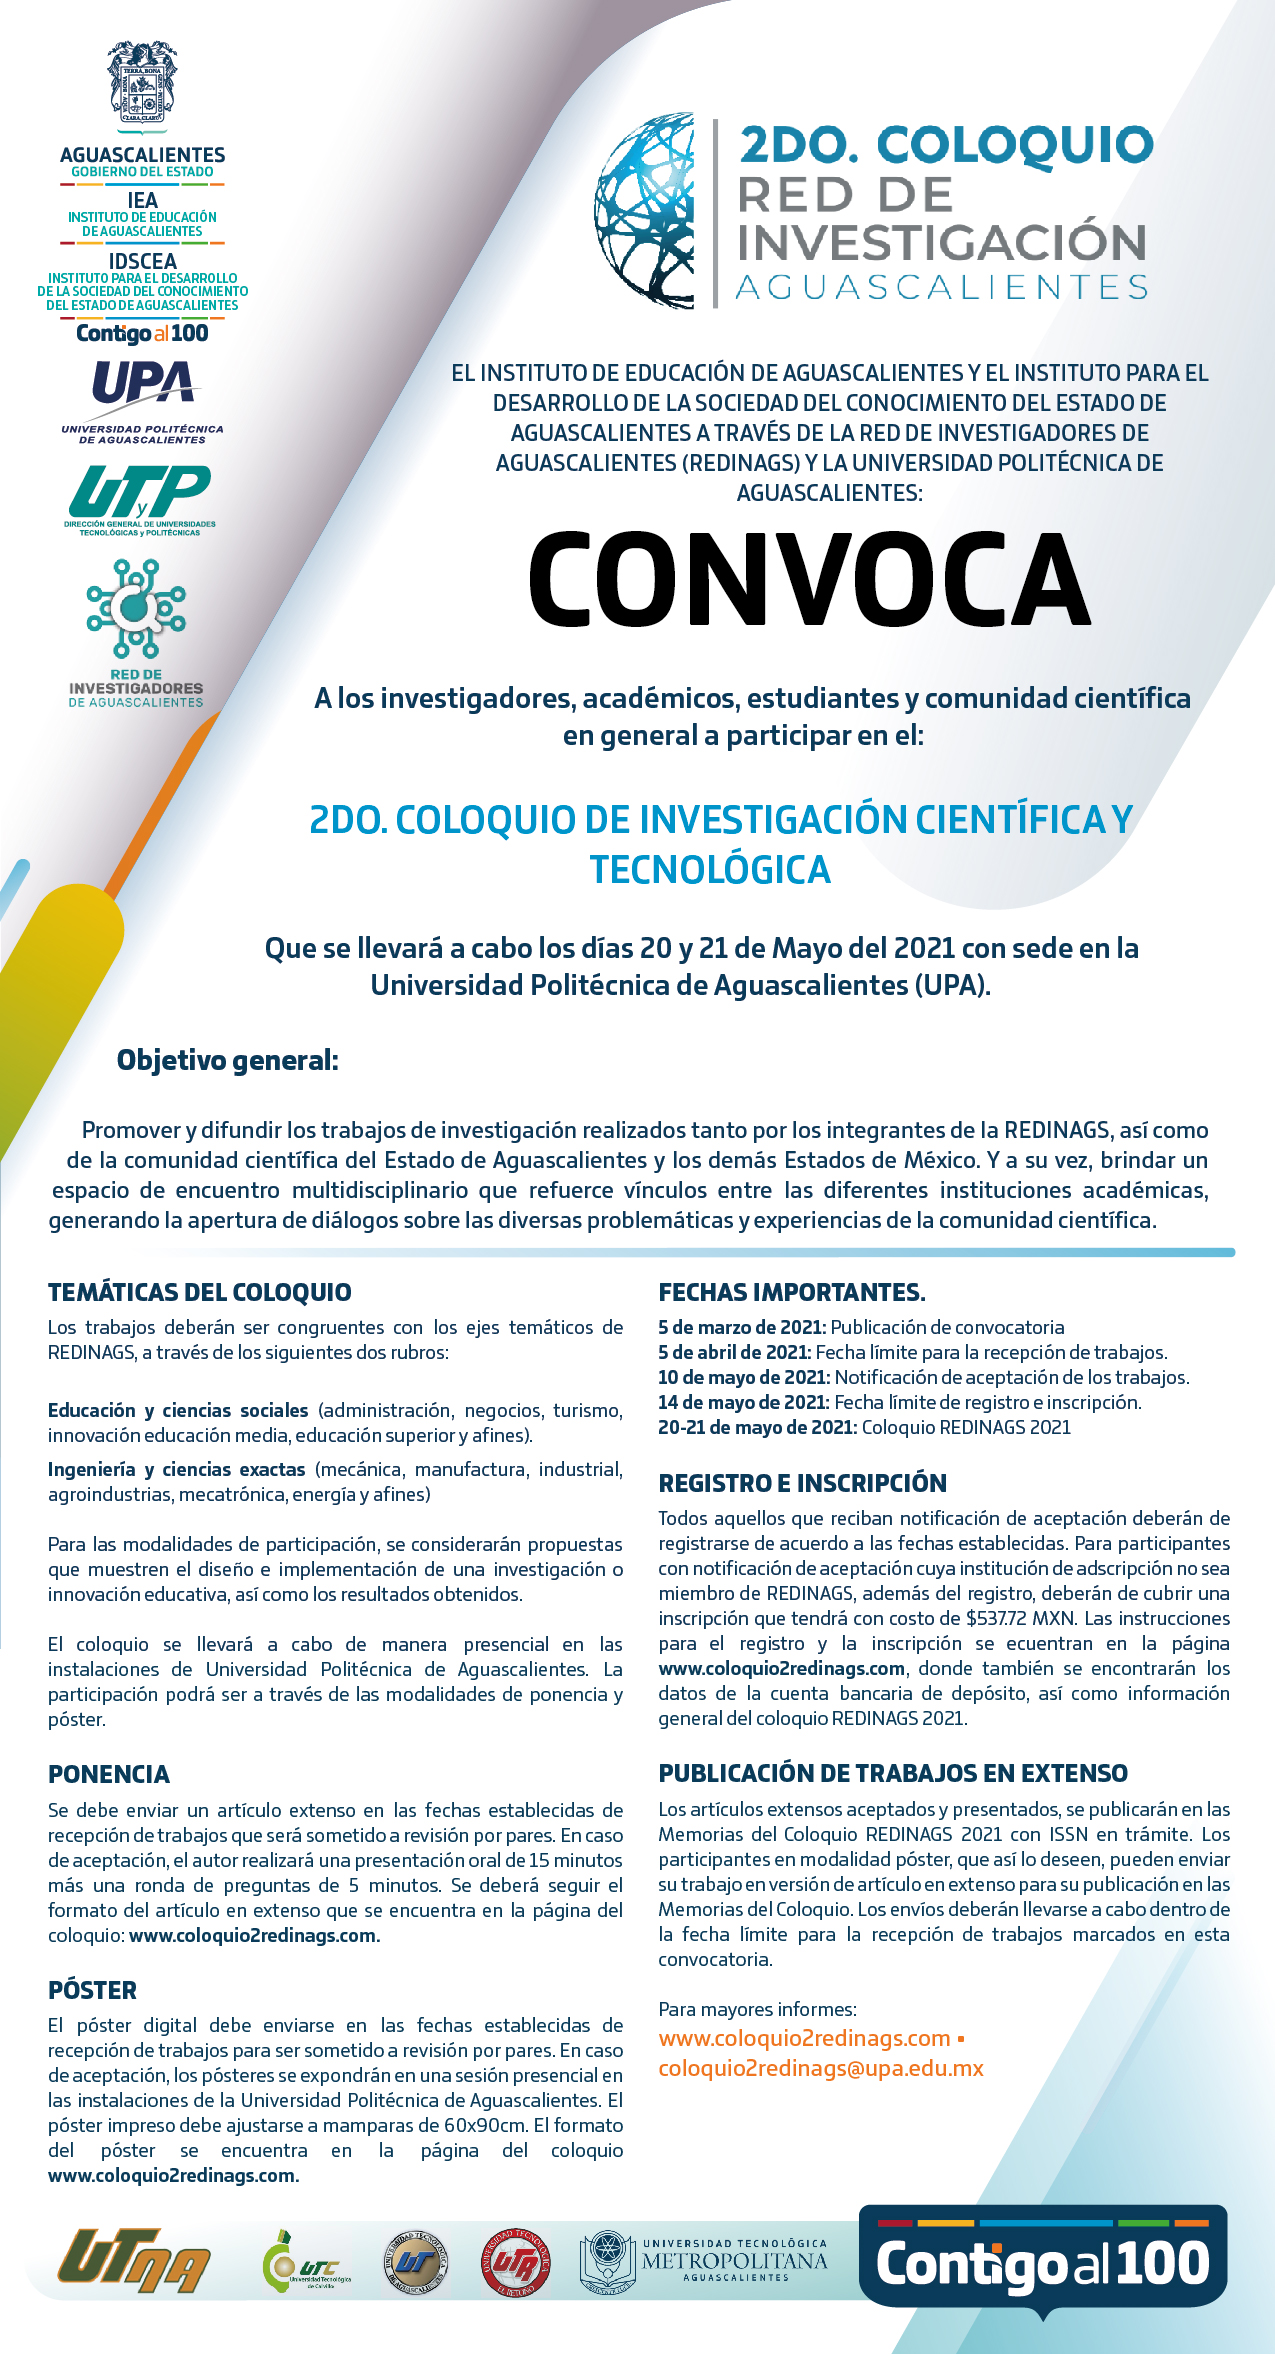 TERRA BONA
CLARA, CLARO
AGUASCALIENTES
GOBIERNO DEL ESTADO
IEA
INSTITUTO DE EDUCACIÓN
DE AGUASCALIENTES
IDSCEA
INSTITUTO PARA EL DESARROLLO
DE LA SOCIEDAD DEL CONOCIMIENTO
DEL ESTADO DE AGUASCALIENTES
Contigo al 100
UPA
UNIVERSIDAD POLITÉCNICA
DE AGUASCALIENTES
UTyP
DIRECCIÓN GENERAL DE UNIVERSIDADES
TECNOLÓGICAS y POLITÉCNICAS
RED DE
INVESTIGADORES
DE AGUASCALIENTES
2DO. COLOQUIO
RED DE
INVESTIGACIÓN
AGUASCALIENTES
EL INSTITUTO DE EDUCACIÓN DE AGUASCALIENTES Y EL INSTITUTO PARA EL
DESARROLLO DE LA SOCIEDAD DEL CONOCIMIENTO DEL ESTADO DE
AGUASCALIENTES A TRAVÉS DE LA RED DE INVESTIGADORES DE
AGUASCALIENTES (REDINAGS) Y LA UNIVERSIDAD POLITÉCNICA DE
AGUASCALIENTES:
CONVOCA
A los investigadores, académicos, estudiantes y comunidad científica
en general a participar en el:
2DO. COLOQUIO DE INVESTIGACIÓN CIENTÍFICA Y
TECNOLÓGICA
Que se llevará a cabo los días 20 y 21 de Mayo del 2021 con sede en la
Universidad Politécnica de Aguascalientes (UPA).
Objetivo general:
Promover y difundir los trabajos de investigación realizados tanto por los integrantes de la REDINAGS, así como
de la comunidad científica del Estado de Aguascalientes y los demás Estados de México. Y a su vez, brindar un
espacio de encuentro multidisciplinario que refuerce vínculos entre las diferentes instituciones académicas,
generando la apertura de diálogos sobre las diversas problemáticas y experiencias de la comunidad científica.
TEMÁTICAS DEL COLOQUIO
Los trabajos deberán ser congruentes con los ejes temáticos de
REDINAGS, a través de los siguientes dos rubros:
Educación y ciencias sociales (administración, negocios, turismo,
innovación educación media, educación superior y afines).
Ingeniería y ciencias exactas (mecánica, manufactura, industrial,
agroindustrias, mecatrónica, energía y afines)
Para las modalidades de participación, se considerarán propuestas
que muestren el diseño e implementación de una investigación o
innovación educativa, así como los resultados obtenidos.
El coloquio se llevará a cabo de manera presencial en las
instalaciones de Universidad Politécnica de Aguascalientes. La
participación podrá ser a través de las modalidades de ponencia y
póster.
PONENCIA
Se debe enviar un artículo extenso en las fechas establecidas de
recepción de trabajos que será sometido a revisión por pares. En caso
de aceptación, el autor realizará una presentación oral de 15 minutos
más una ronda de preguntas de 5 minutos. Se deberá seguir el
formato del artículo en extenso que se encuentra en la página del
coloquio: www.coloquio2redinags.com.
PÓSTER
El póster digital debe enviarse en las fechas establecidas de
recepción de trabajos para ser sometido a revisión por pares. En caso
de aceptación, los pósteres se expondrán en una sesión presencial en
las instalaciones de la Universidad Politécnica de Aguascalientes. El
póster impreso debe ajustarse a mamparas de 60x90cm. El formato
del póster se encuentra en la página del coloquio
www.coloquio2redinags.com.
FECHAS IMPORTANTES.
5 de marzo de 2021: Publicación de convocatoria
5 de abril de 2021: Fecha límite para la recepción de trabajos.
10 de mayo de 2021: Notificación de aceptación de los trabajos.
14 de mayo de 2021: Fecha límite de registro e inscripción.
20-21 de mayo de 2021: Coloquio REDINAGS 2021
REGISTRO E INSCRIPCIÓN
Todos aquellos que reciban notificación de aceptación deberán de
registrarse de acuerdo a las fechas establecidas. Para participantes
con notificación de aceptación cuya institución de adscripción no sea
miembro de REDINAGS, además del registro, deberán de cubrir una
inscripción que tendrá con costo de $537.72 MXN. Las instrucciones
para el registro y la inscripción se ecuentran en la página
www.coloquio2redinags.com, donde también se encontrarán los
datos de la cuenta bancaria de depósito, así como información
general del coloquio REDINAGS 2021.
PUBLICACIÓN DE TRABAJOS EN EXTENSO
Los artículos extensos aceptados y presentados, se publicarán en las
Memorias del Coloquio REDINAGS 2021 con ISSN en trámite. Los
participantes en modalidad póster, que así lo deseen, pueden enviar
su trabajo en versión de artículo en extenso para su publicación en las
Memorias del Coloquio. Los envíos deberán llevarse a cabo dentro de
la fecha límite para la recepción de trabajos marcados en esta
convocatoria.
Para mayores informes:
www.coloquio2redinags.com ▪
coloquio2redinags@upa.edu.mx
UTNA
UTC
Universidad Tecnológica
de Calvillo
UNIVERSIDAD TECNOLÓGICA
DE AGUASCALIENTES
UT
UNIVERSIDAD TECNOLÓGICA
UTR
EL RETOÑO
UNIVERSIDAD TECNOLÓGICA
METROPOLITANA
AGUASCALIENTES
Contigo al 100